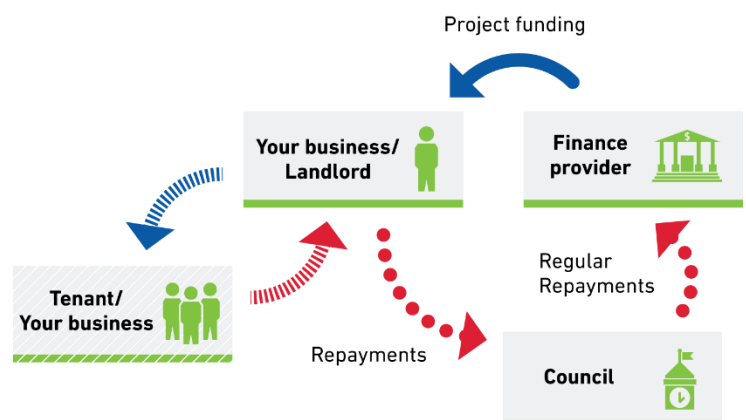 Project funding
Your business/
Landlord
Finance
provider
$
Tenant/
Your business
Regular
Repayments
Repayments
Council